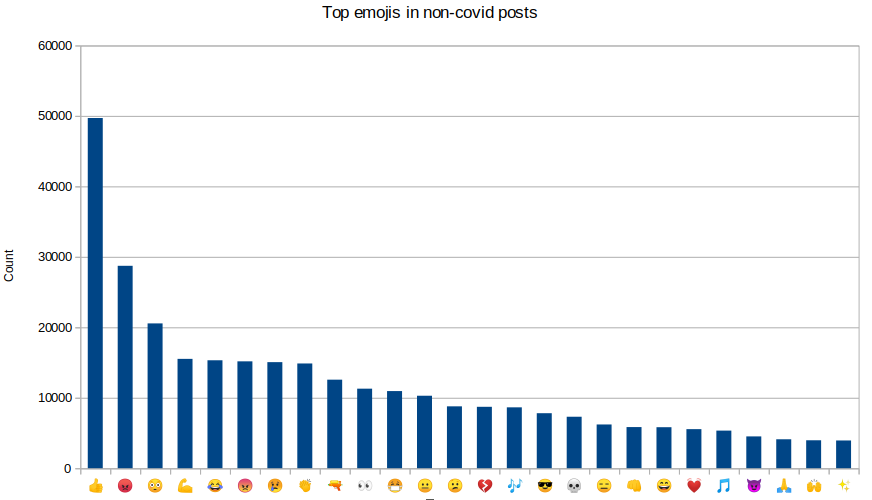 Top emojis in non-covid posts
Count
60000
50000
40000
30000
20000
10000
0
👍 😡 😳 💪 😂 😡 😢 👏 🔫 👀 😷 😐 😕 💔 🎶 😎 💀 😑 👊 😄 ❤️ 🎵 😈 🙏 🙌 ✨